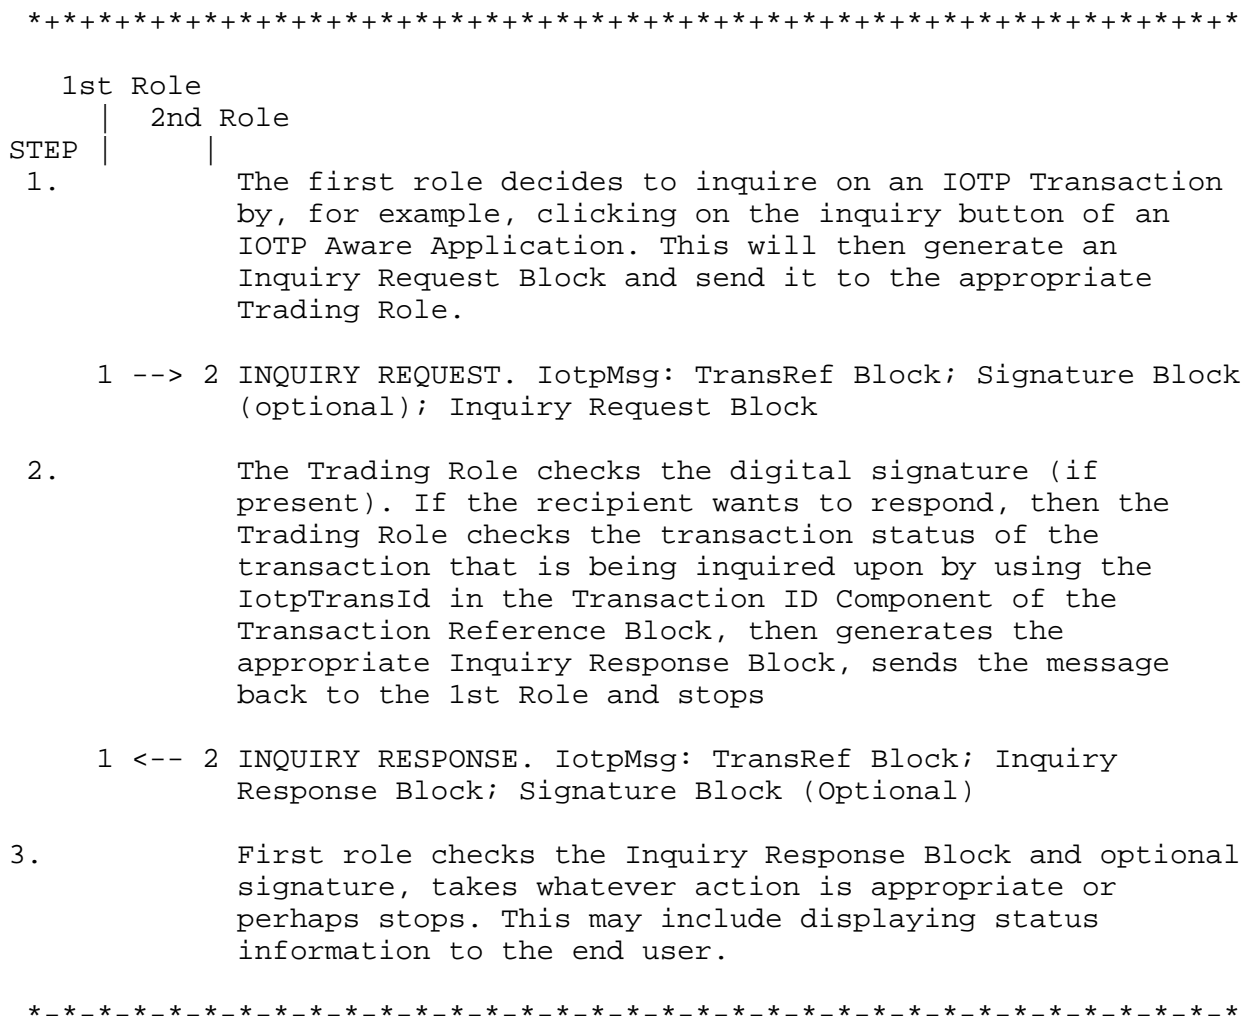 *+*+*+*+*+*+*+*+*+*+*+*+*+*+*+*+*+*+*+*+*+*+*+*+*+*+*+*+*+*+*+*+*+*+*
1st Role
| 2nd Role
STEP | |
1. The first role decides to inquire on an IOTP Transaction
by, for example, clicking on the inquiry button of an
IOTP Aware Application. This will then generate an
Inquiry Request Block and send it to the appropriate
Trading Role.
1 --> 2 INQUIRY REQUEST. IotpMsg: TransRef Block; Signature Block
(optional); Inquiry Request Block
2. The Trading Role checks the digital signature (if
present). If the recipient wants to respond, then the
Trading Role checks the transaction status of the
transaction that is being inquired upon by using the
IotpTransId in the Transaction ID Component of the
Transaction Reference Block, then generates the
appropriate Inquiry Response Block, sends the message
back to the 1st Role and stops
1 <-- 2 INQUIRY RESPONSE. IotpMsg: TransRef Block; Inquiry
Response Block; Signature Block (Optional)
3. First role checks the Inquiry Response Block and optional
signature, takes whatever action is appropriate or
perhaps stops. This may include displaying status
information to the end user.
*-*-*-*-*-*-*-*-*-*-*-*-*-*-*-*-*-*-*-*-*-*-*-*-*-*-*-*-*-*-*-*-*-*-*